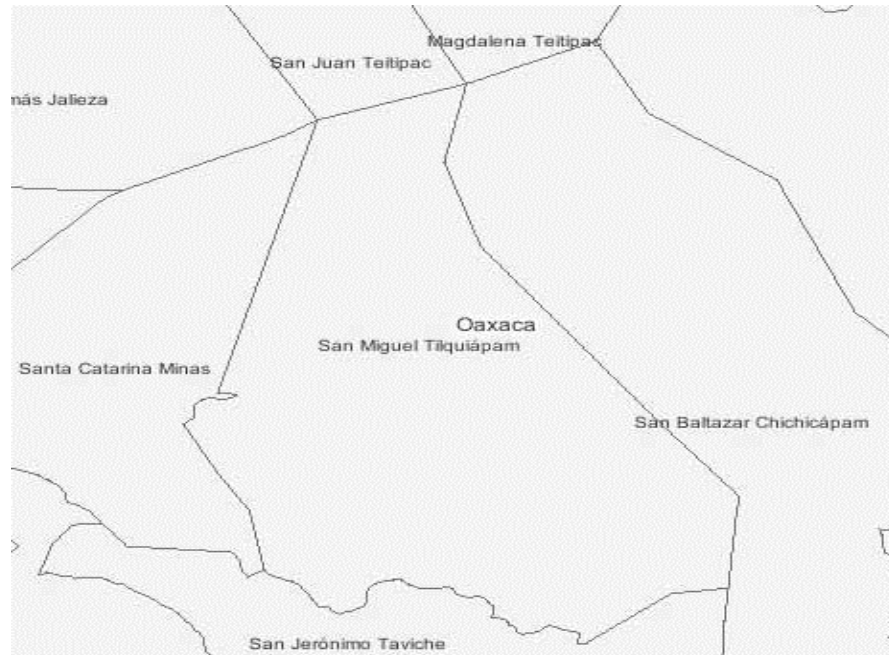 Magdalena Teitipac
San Juan Teitipac
más Jalieza
Oaxaca
San Miguel Tilquiápam
Santa Catarina Minas
San Baltazar Chichicápam
San Jerónimo Taviche